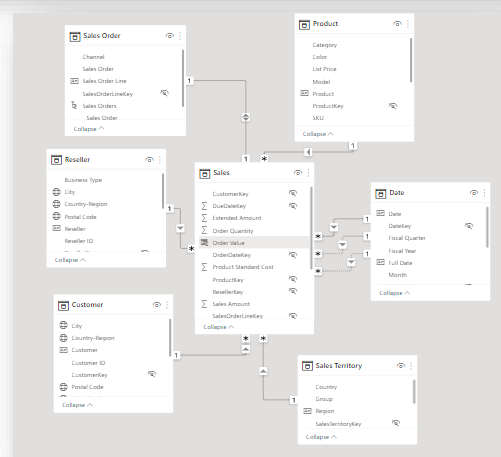 Sales Order
Channel
Sales Order
Sales Order Line
SalesOrderLineKey
Sales Orders
Sales Order
Collapse
Product
Category
Color
List Price
Model
Product
ProductKey
SKU
Collapse
1
1
*
1
Reseller
Business Type
City
Country-Region
Postal Code
Reseller
Reseller ID
Collapse
1
*
Sales
CustomerKey
DueDateKey
Extended Amount
Order Quantity
Order Value
OrderDateKey
Product Standard Cost
ProductKey
ResellerKey
Sales Amount
SalesOrderLineKey
Collapse
*
*
*
1
1
1
Date
Date
DateKey
Fiscal Quarter
Fiscal Year
Full Date
Month
Collapse
Customer
City
Country-Region
Customer
Customer ID
CustomerKey
Postal Code
Collapse
1
*
*
1
Sales Territory
Country
Group
Region
SalesTerritoryKey
Collapse